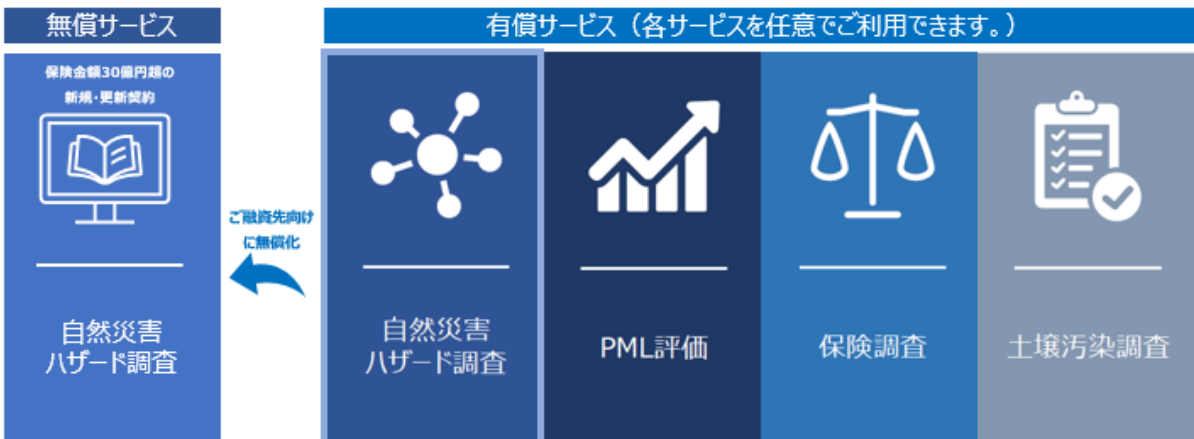 無償サービス
有償サービス（各サービスを任意でご利用できます。）
保険金額30億円超の
新規・更新契約
ご融資先向け
に無償化
自然災害
ハザード調査
自然災害
ハザード調査
PML評価
保険調査
土壌汚染調査